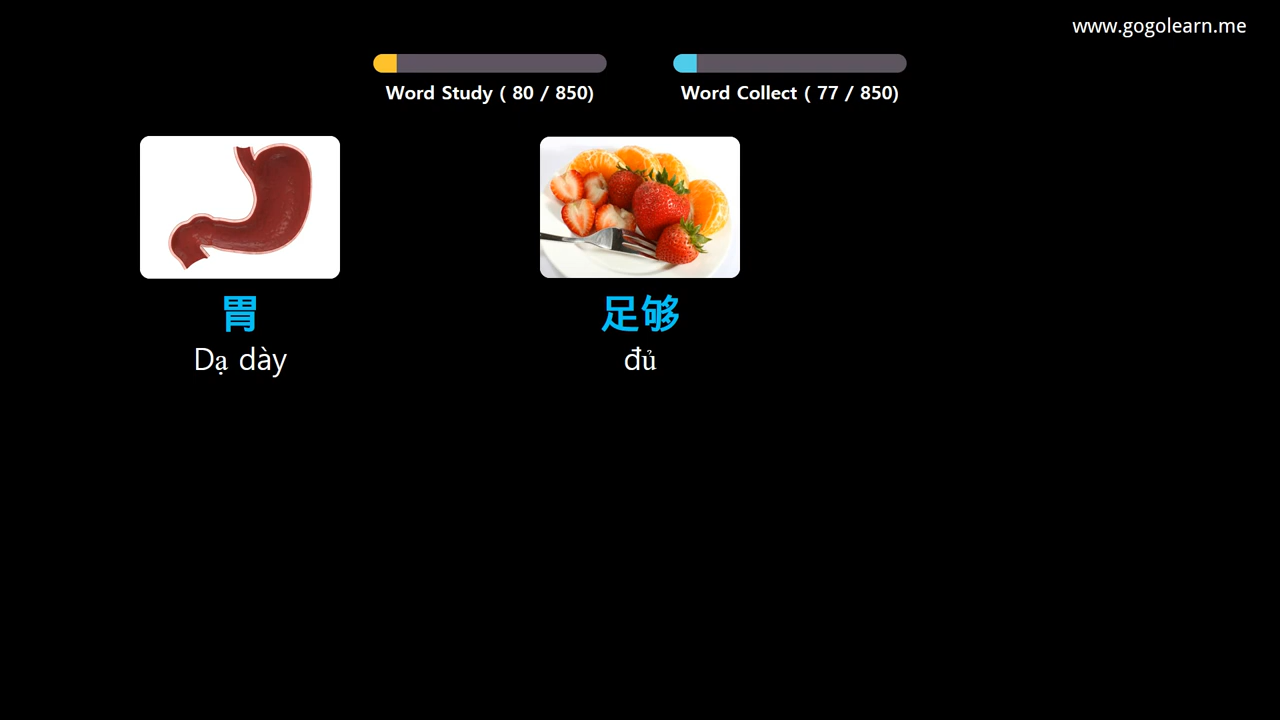 www.gogolearn.me
Word Study ( 80 / 850)
Word Collect ( 77 / 850)
胃
Dạ dày
足够
đủ